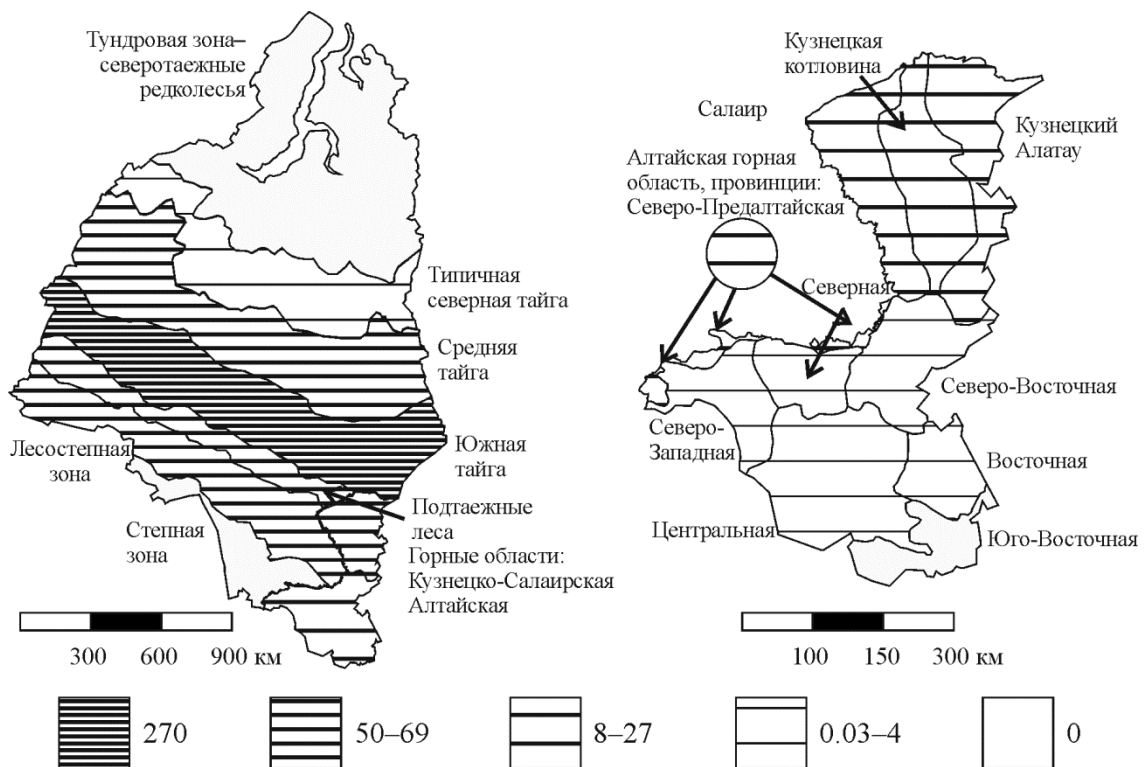 Тундровая зона–
северотаежные
редколесья
Типичная
северная тайга
Средняя
тайга
Южная
тайга
Лесостепная
зона
Степная
зона
Подтаежные
леса
Горные области:
Кузнецко-Салаирская
Алтайская
300 600 900 км
Кузнецкая
котловина
Салаир
Кузнецкий
Алатау
Алтайская горная
область, провинции:
Северо-Предалтайская
Северная
Северо-Восточная
Северо-
Западная
Восточная
Центральная
Юго-Восточная
100 150 300 км
270 50–69 8–27 0.03–4 0